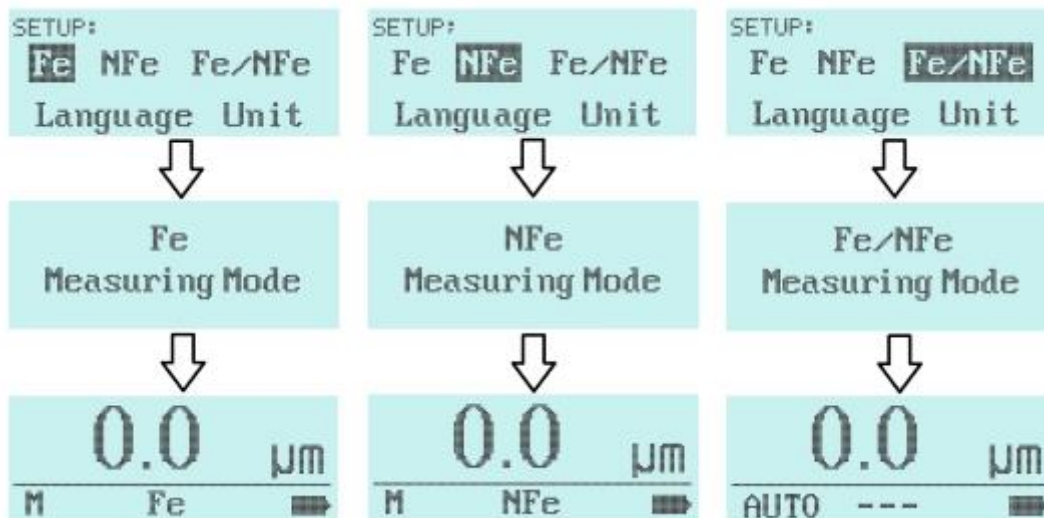 SETUP:
Fe NFe Fe/NFe
Language Unit
Fe
Measuring Mode
0.0 µm
M Fe
SETUP:
Fe NFe Fe/NFe
Language Unit
NFe
Measuring Mode
0.0 µm
M NFe
SETUP:
Fe NFe Fe/NFe
Language Unit
Fe/NFe
Measuring Mode
0.0 µm
AUTO ---